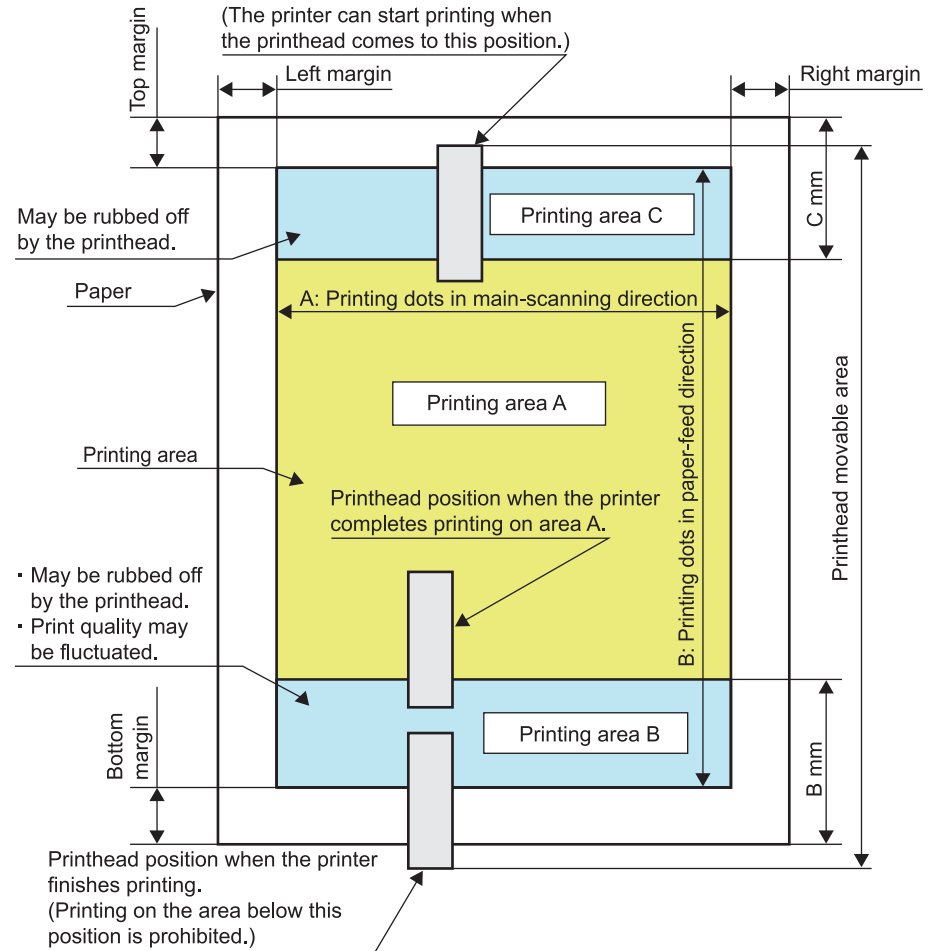 (The printer can start printing when
the printhead comes to this position.)
Top margin
Left margin
Right margin
May be rubbed off
by the printhead.
Printing area C
C mm
Paper
A: Printing dots in main-scanning direction
Printing area A
Printing area
B: Printing dots in paper-feed direction
Printhead movable area
Printhead position when the printer
completes printing on area A.
· May be rubbed off
by the printhead.
· Print quality may
be fluctuated.
Printing area B
Bottom
margin
B mm
Printhead position when the printer
finishes printing.
(Printing on the area below this
position is prohibited.)